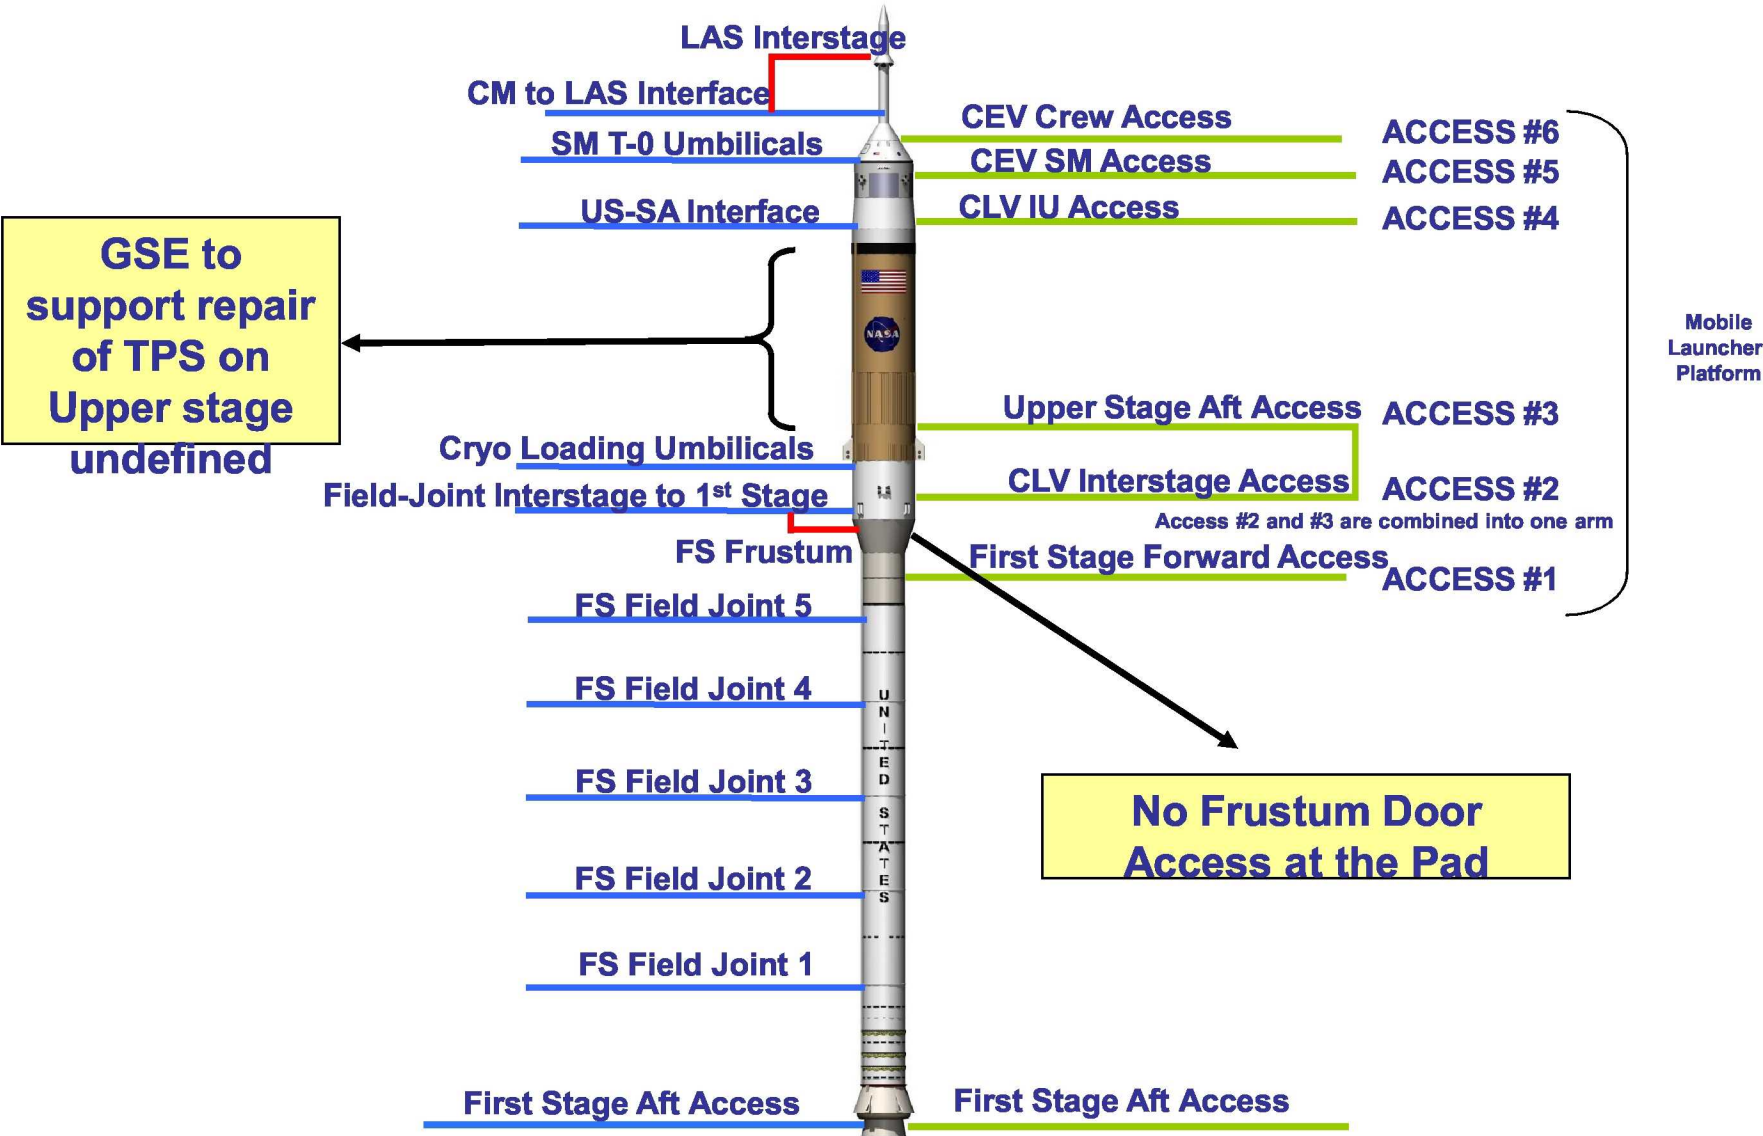 LAS Interstage
CM to LAS Interface
SM T-0 Umbilicals
US-SA Interface
GSE to
support repair
of TPS on
Upper stage
undefined
Cryo Loading Umbilicals
Field-Joint Interstage to 1st Stage
FS Frustum
FS Field Joint 5
FS Field Joint 4
FS Field Joint 3
FS Field Joint 2
FS Field Joint 1
First Stage Aft Access
NASA
UNITED STATES
CEV Crew Access
ACCESS #6
CEV SM Access
ACCESS #5
CLV IU Access
ACCESS #4
Upper Stage Aft Access
ACCESS #3
CLV Interstage Access
ACCESS #2
Access #2 and #3 are combined into one arm
First Stage Forward Access
ACCESS #1
Mobile
Launcher
Platform
No Frustum Door
Access at the Pad
First Stage Aft Access